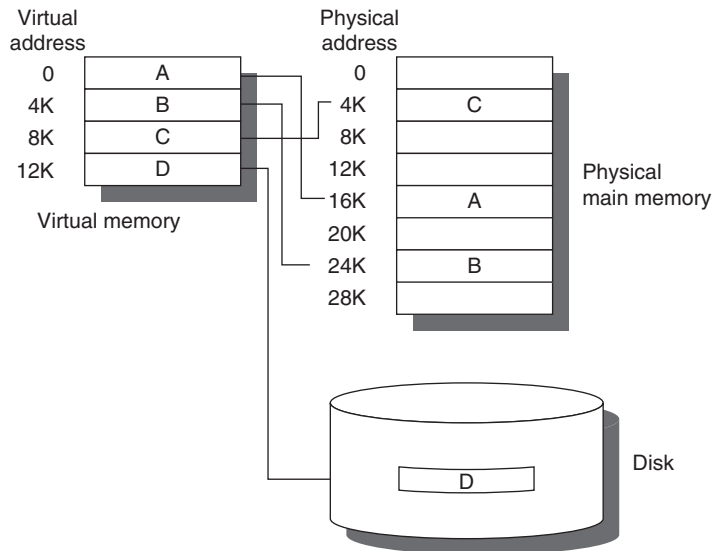 Virtual
address
0
A
4K
B
8K
C
12K
D
Virtual memory
Physical
address
0
4K
C
8K
12K
16K
A
20K
24K
B
28K
Physical
main memory
D
Disk